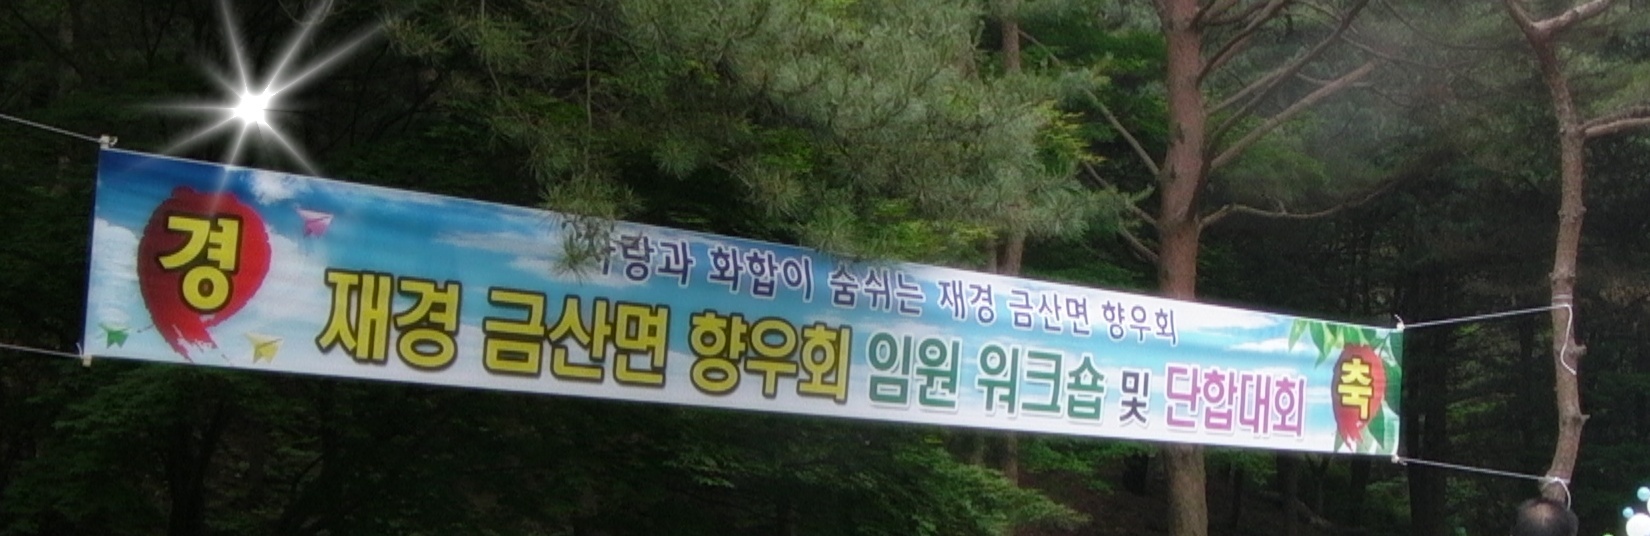 사랑과 화합이 숨쉬는 재경 금산면 향우회
경 재경 금산면 향우회 임원 워크숍 및 단합대회 축